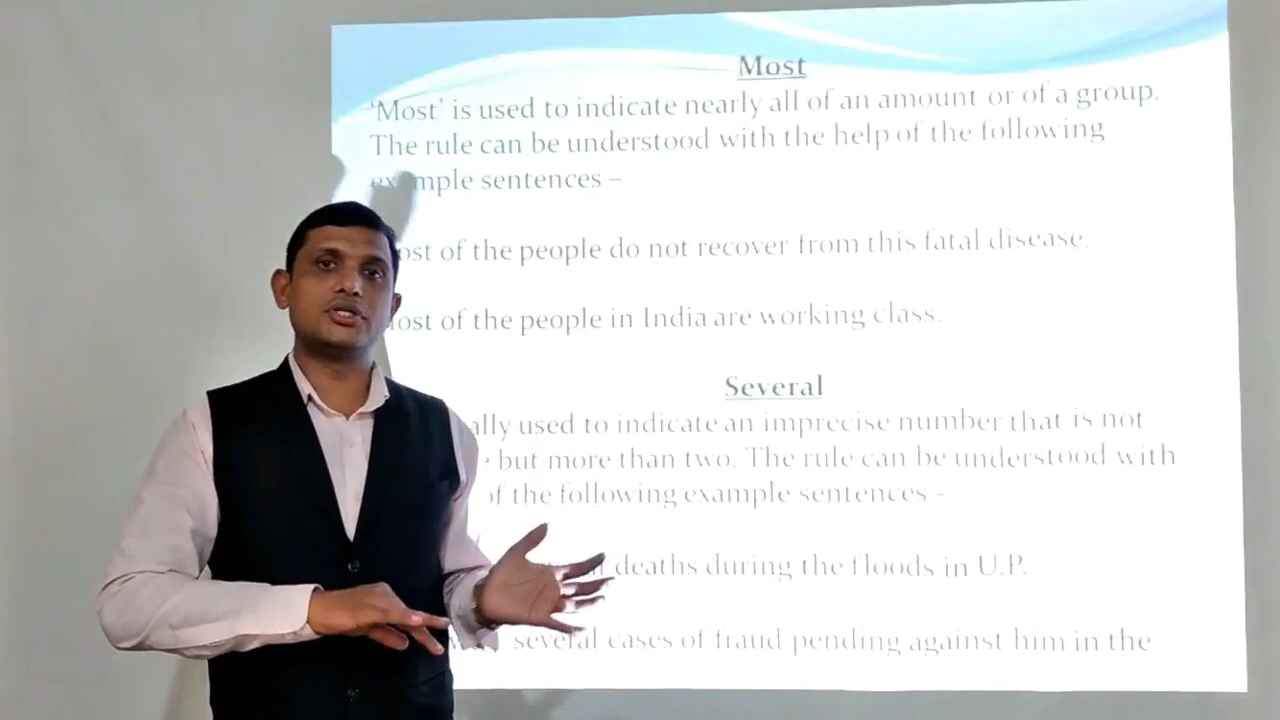 Most
‘Most’ is used to indicate nearly all of an amount or of a group.
The rule can be understood with the help of the following
example sentences –
Most of the people do not recover from this fatal disease.
Most of the people in India are working class.
Several
used to indicate an imprecise number that is not
but more than two. The rule can be understood with
of the following example sentences -
deaths during the floods in U.P.
several cases of fraud pending against him in the